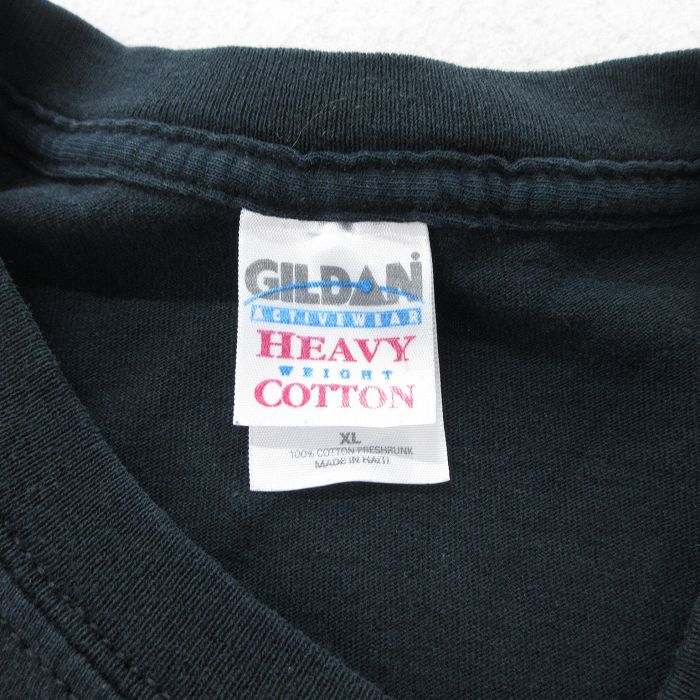 GILDAN
ACTIVEWEAR
HEAVY
WEIGHT
COTTON
XL
100% COTTON PRESHRUNK
MADE IN HAITI